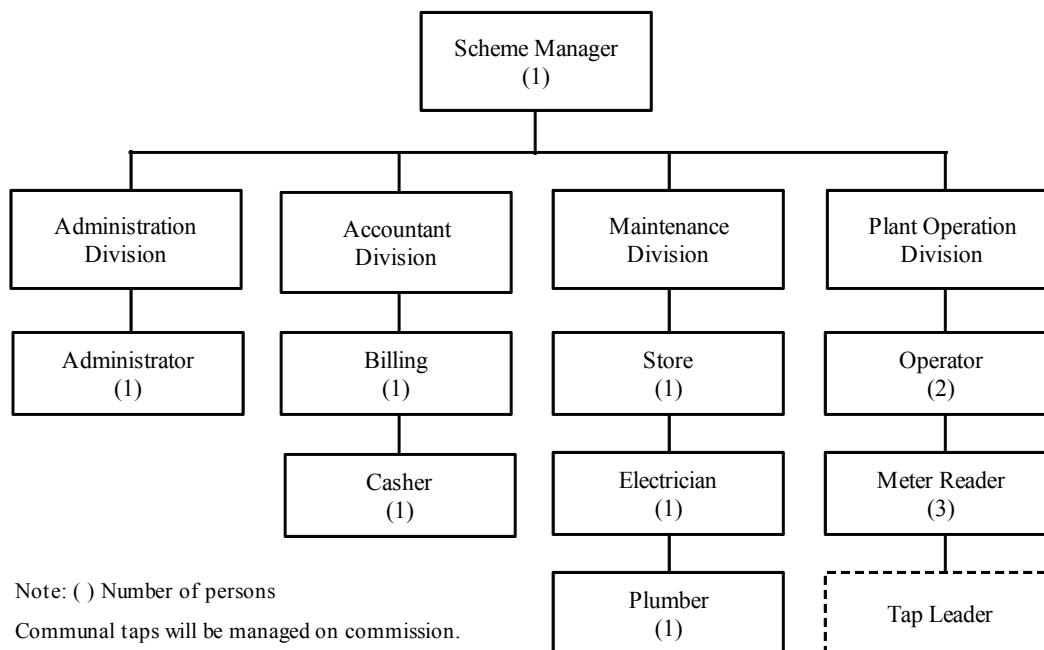 Scheme Manager
(1)
Administration
Division
Accountant
Division
Maintenance
Division
Plant Operation
Division
Administrator
(1)
Billing
(1)
Store
(1)
Operator
(2)
Casher
(1)
Electrician
(1)
Meter Reader
(3)
Plumber
(1)
Tap Leader
Note: ( ) Number of persons
Communal taps will be managed on commission.